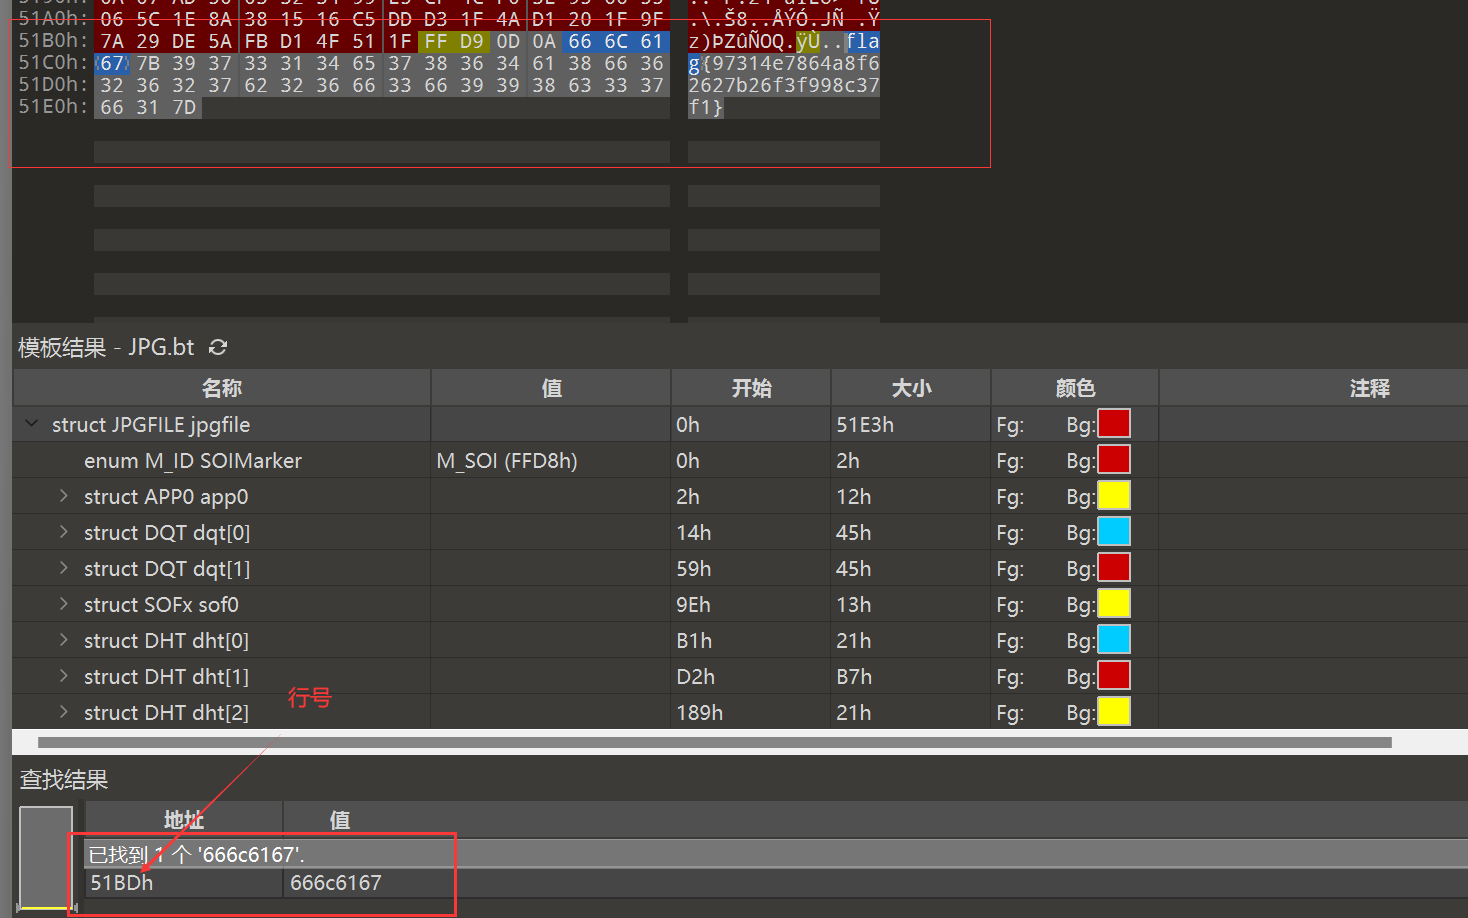 51A0h: 06 5C 1E 8A 38 15 16 C5 DD D3 1F 4A D1 20 1F 9F .\.Š8..ÅÝÓ.JÑ .Ÿ
51B0h: 7A 29 DE 5A FB D1 4F 51 1F FF D9 0D 0A 66 6C 61 z)ÞZûÑOQ.ÿÙ..fla
51C0h: 67 7B 39 37 33 31 34 65 37 38 36 34 61 38 66 36 g{97314e7864a8f6
51D0h: 32 36 32 37 62 32 36 66 33 66 39 39 38 63 33 37 2627b26f3f998c37
51E0h: 66 31 7D f1}
模板结果 - JPG.bt
名称 值 开始 大小 颜色 注释
struct JPGFILE jpgfile 0h 51E3h Fg: Bg:
enum M_ID SOIMarker M_SOI (FFD8h) 0h 2h Fg: Bg:
struct APP0 app0 2h 12h Fg: Bg:
struct DQT dqt[0] 14h 45h Fg: Bg:
struct DQT dqt[1] 59h 45h Fg: Bg:
struct SOFx sof0 9Eh 13h Fg: Bg:
struct DHT dht[0] B1h 21h Fg: Bg:
struct DHT dht[1] D2h B7h Fg: Bg:
行号
struct DHT dht[2] 189h 21h Fg: Bg:
查找结果
地址 值
已找到 1 个 '666c6167'.
51BDh 666c6167